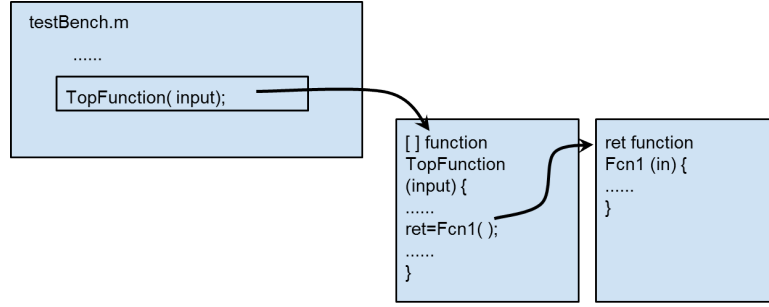 testBench.m
......
TopFunction( input);
[ ] function
TopFunction
(input) {
......
ret=Fcn1( );
......
}
ret function
Fcn1 (in) {
......
}